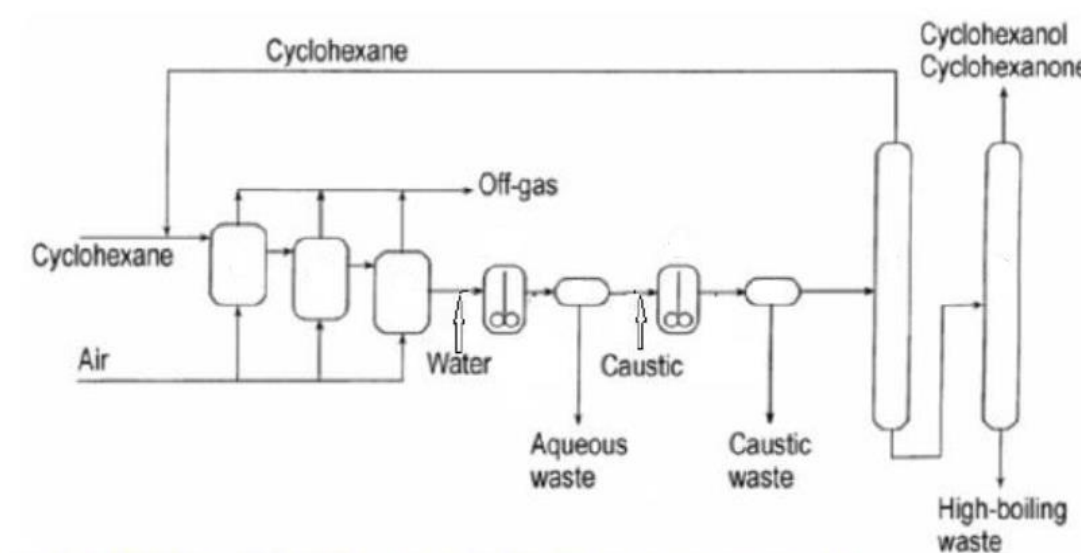 Cyclohexane
Cyclohexanol
Cyclohexanone
Off-gas
Cyclohexane
Air
Water
Caustic
Aqueous
waste
Caustic
waste
High-boiling
waste